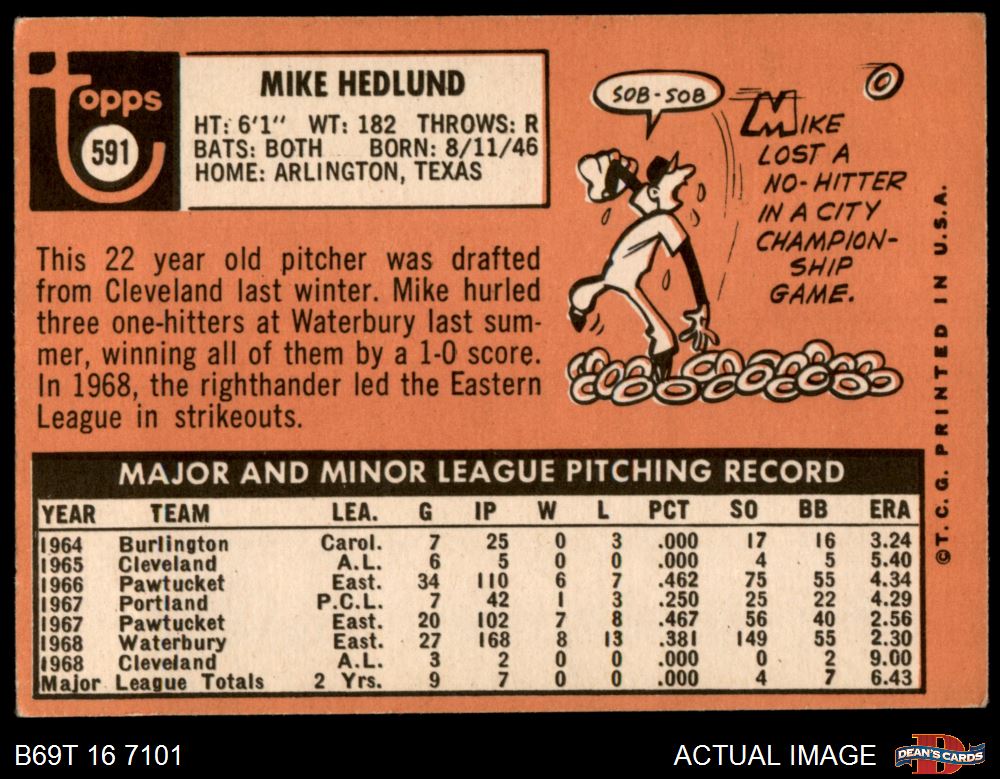 Topps
591
MIKE HEDLUND
HT: 6'1" WT: 182 THROWS: R
BATS: BOTH BORN: 8/11/46
HOME: ARLINGTON, TEXAS
This 22 year old pitcher was drafted
from Cleveland last winter. Mike hurled
three one-hitters at Waterbury last sum-
mer, winning all of them by a 1-0 score.
In 1968, the righthander led the Eastern
League in strikeouts.
SOB-SOB
MIKE
LOST A
NO-HITTER
IN A CITY
CHAMPION-
SHIP
GAME.
©T.C.G. PRINTED IN U.S.A.
MAJOR AND MINOR LEAGUE PITCHING RECORD
YEAR TEAM LEA. G IP W L PCT SO BB ERA
1964 Burlington Carol. 7 25 0 3 .000 17 16 3.24
1965 Cleveland A.L. 6 5 0 0 .000 4 5 5.40
1966 Pawtucket East. 34 110 6 7 .462 75 55 4.34
1967 Portland P.C.L. 7 42 1 3 .250 25 22 4.29
1967 Pawtucket East. 20 102 7 8 .467 56 40 2.56
1968 Waterbury East. 27 168 8 13 .381 149 55 2.30
1968 Cleveland A.L. 3 2 0 0 .000 0 2 9.00
Major League Totals 2 Yrs. 9 7 0 0 .000 4 7 6.43
B69T 16 7101
ACTUAL IMAGE
DEAN'S CARDS